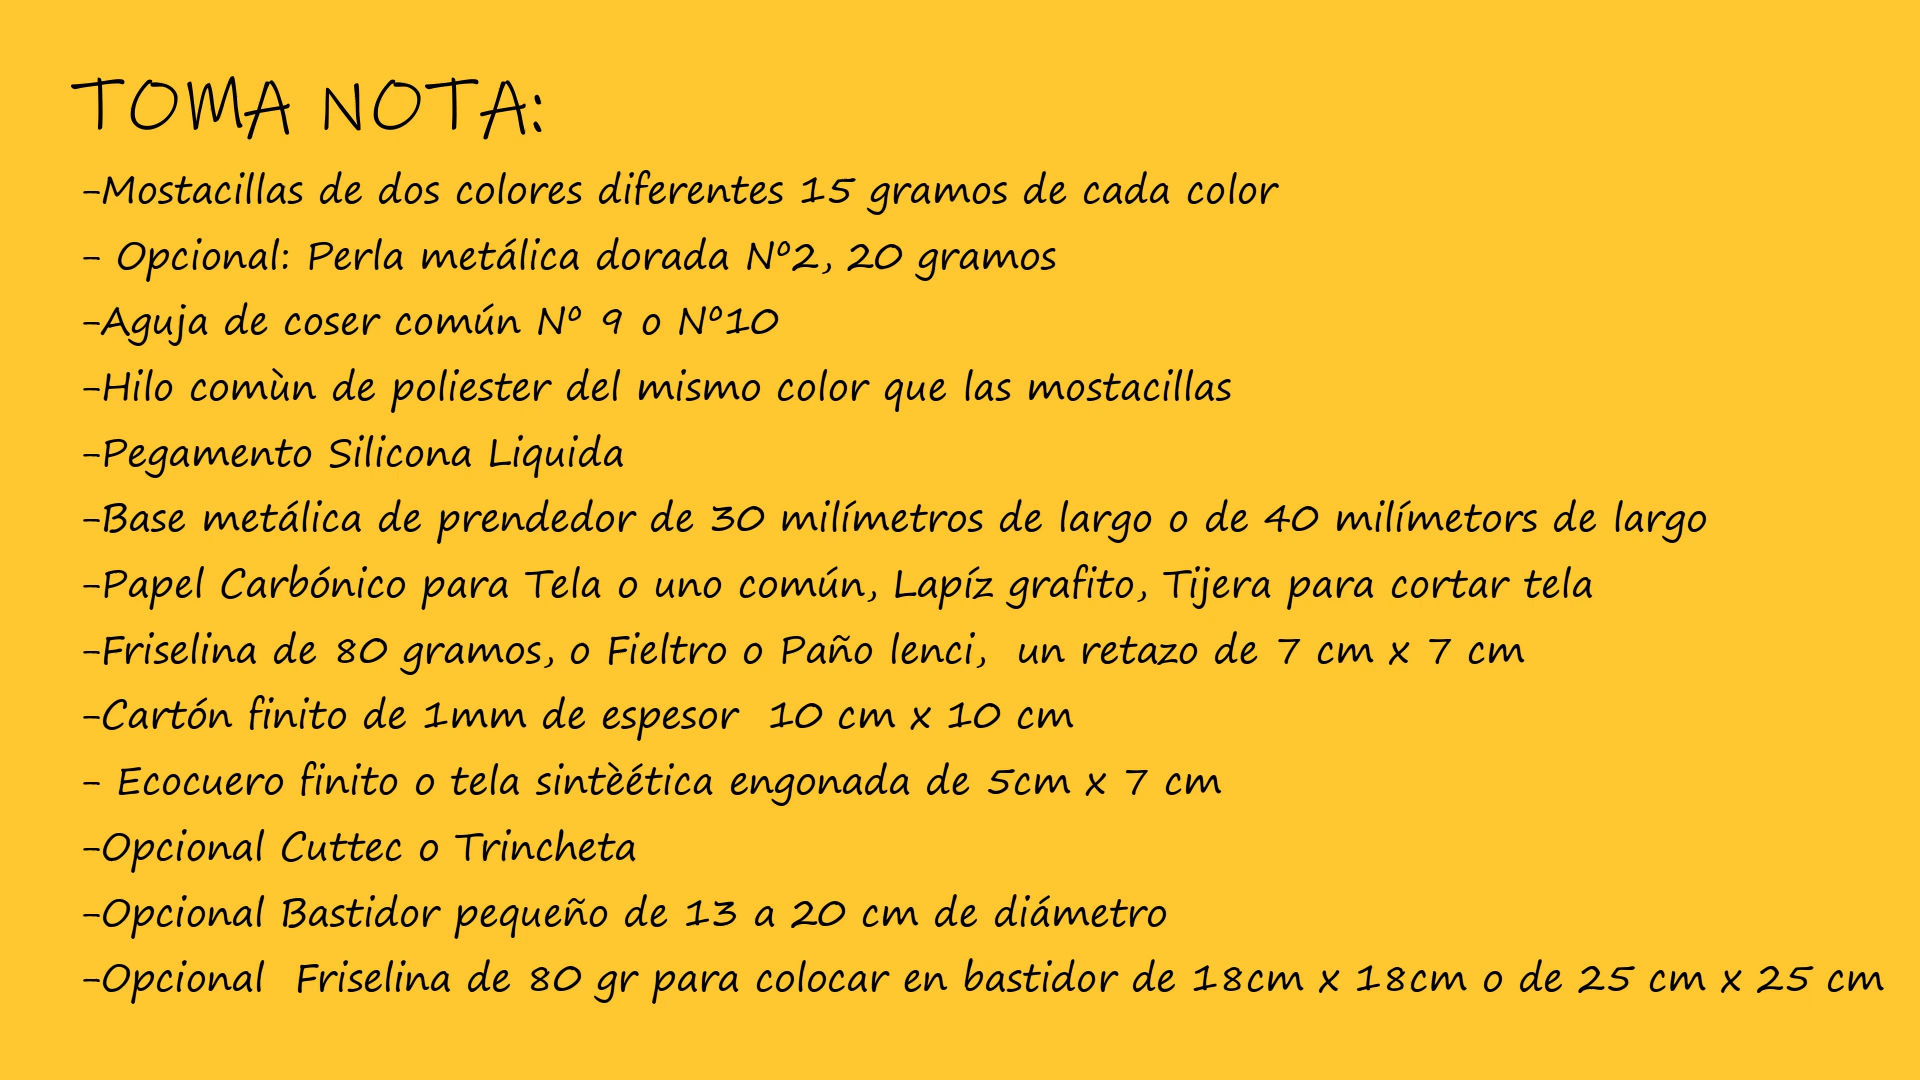 TOMA NOTA:
-Mostacillas de dos colores diferentes 15 gramos de cada color
- Opcional: Perla metálica dorada Nº2, 20 gramos
-Aguja de coser común Nº 9 o Nº10
-Hilo comùn de poliester del mismo color que las mostacillas
-Pegamento Silicona Liquida
-Base metálica de prendedor de 30 milímetros de largo o de 40 milímetors de largo
-Papel Carbónico para Tela o uno común, Lapíz grafito, Tijera para cortar tela
-Friselina de 80 gramos, o Fieltro o Paño lenci,  un retazo de 7 cm x 7 cm
-Cartón finito de 1mm de espesor  10 cm x 10 cm
- Ecocuero finito o tela sintèética engonada de 5cm x 7 cm
-Opcional Cuttec o Trincheta
-Opcional Bastidor pequeño de 13 a 20 cm de diámetro
-Opcional  Friselina de 80 gr para colocar en bastidor de 18cm x 18cm o de 25 cm x 25 cm